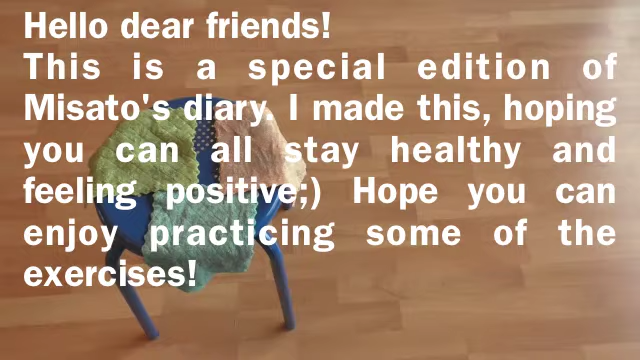 Hello dear friends!
This is a special edition of
Misato's diary. I made this, hoping
you can all stay healthy and
feeling positive;) Hope you can
enjoy practicing some of the
exercises!